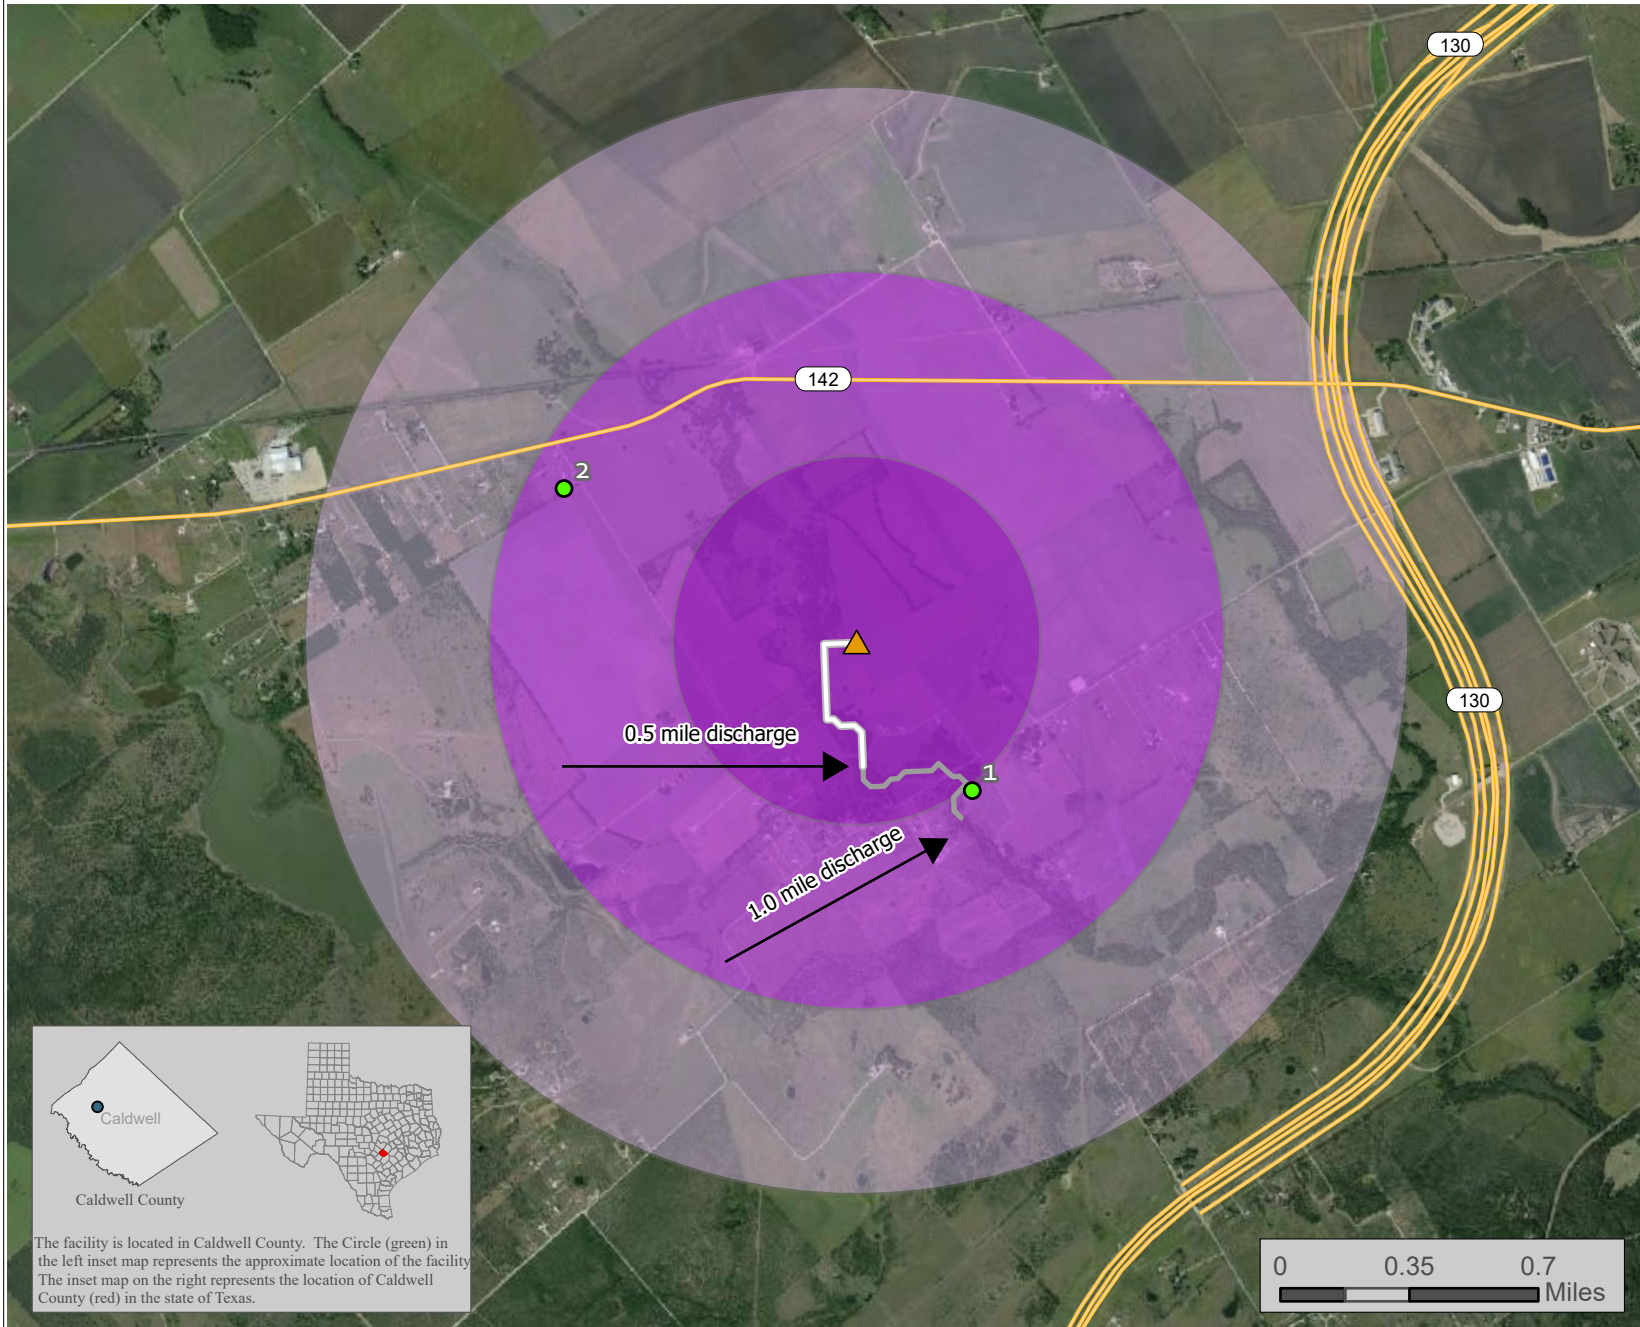 130
142
2
0.5 mile discharge
130
1
1.0 mile discharge
Caldwell
Caldwell County
The facility is located in Caldwell County.  The Circle (green) in
the left inset map represents the approximate location of the facility
The inset map on the right represents the location of Caldwell
County (red) in the state of Texas.
0 0.35 0.7
Miles